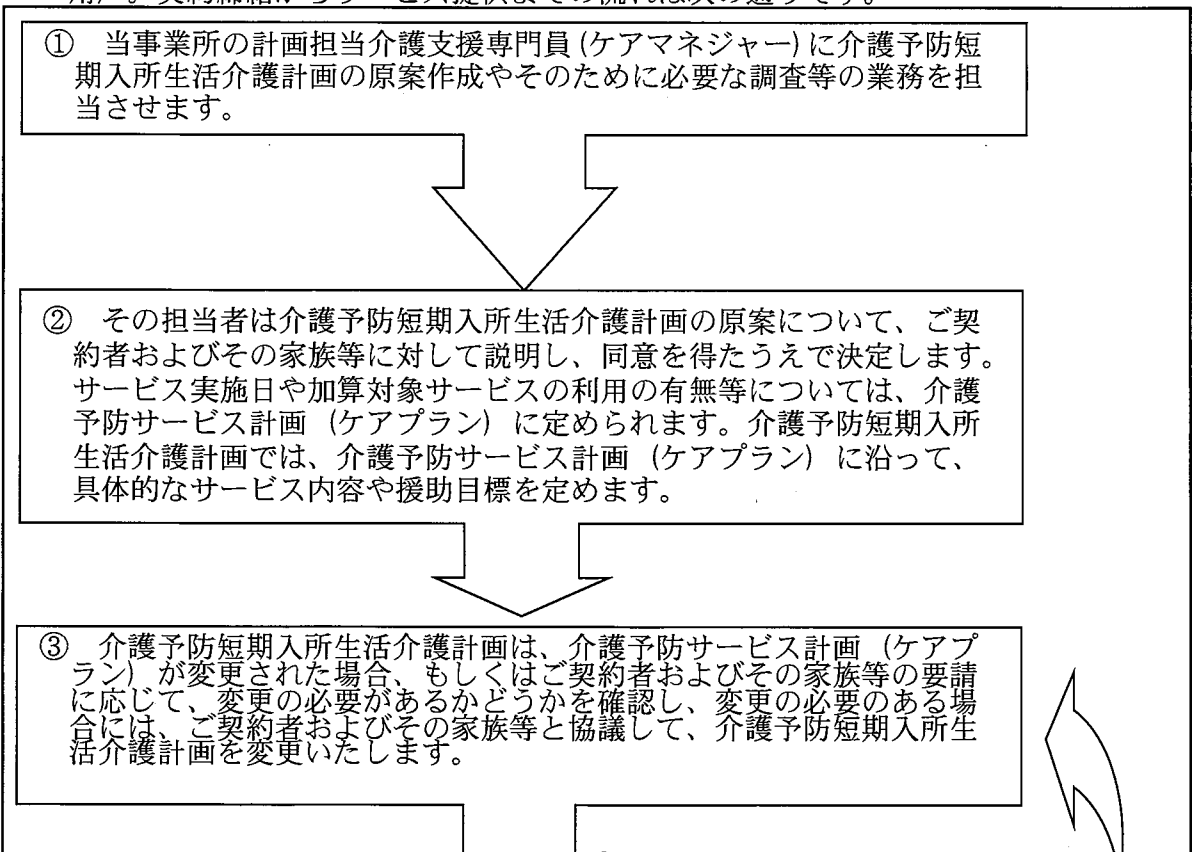 ① 当事業所の計画担当介護支援専門員(ケアマネジャー)に介護予防短
期入所生活介護計画の原案作成やそのために必要な調査等の業務を担
当させます。
② その担当者は介護予防短期入所生活介護計画の原案について、ご契
約者およびその家族等に対して説明し、同意を得たうえで決定します。
サービス実施日や加算対象サービスの利用の有無等については、介護
予防サービス計画(ケアプラン)に定められます。介護予防短期入所
生活介護計画では、介護予防サービス計画(ケアプラン)に沿って、
具体的なサービス内容や援助目標を定めます。
③ 介護予防短期入所生活介護計画は、介護予防サービス計画(ケアプ
ラン)が変更された場合、もしくはご契約者およびその家族等の要請
に応じて、変更の必要があるかどうかを確認し、変更の必要のある場
合には、ご契約者およびその家族等と協議して、介護予防短期入所生
活介護計画を変更いたします。